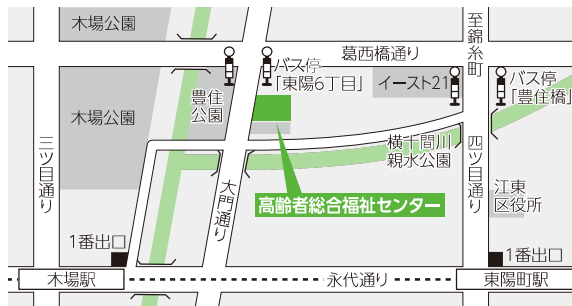 木場公園
至錦糸町
葛西橋通り
バス停
「東陽6丁目」
イースト21
バス停
「豊住橋」
豊住
公園
木場公園
三ツ目通り
横十間川
親水公園
四ツ目通り
大門通り
高齢者総合福祉センター
江東
区役所
1番出口
1番出口
木場駅
永代通り
東陽町駅